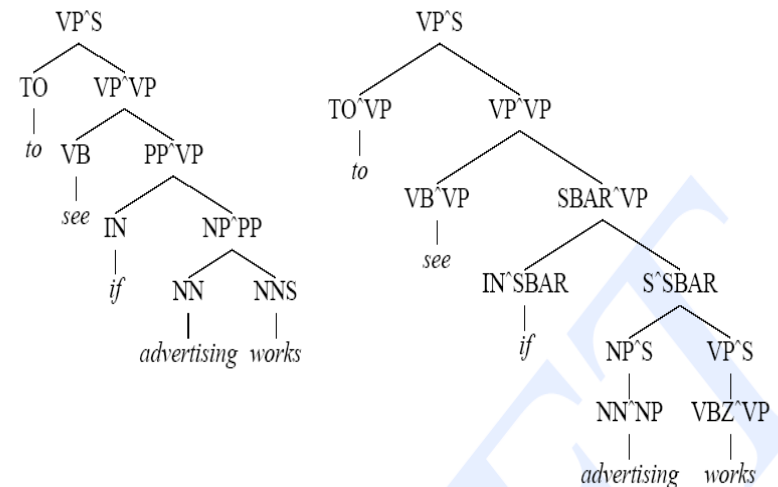 VP^S VP^S
TO VP^VP
TO^VP VP^VP
to VB PP^VP
to
see VB^VP SBAR^VP
IN NP^PP
see
if NN NNS IN^SBAR S^SBAR
advertising works if NP^S VP^S
NN^NP VBZ^VP
advertising works